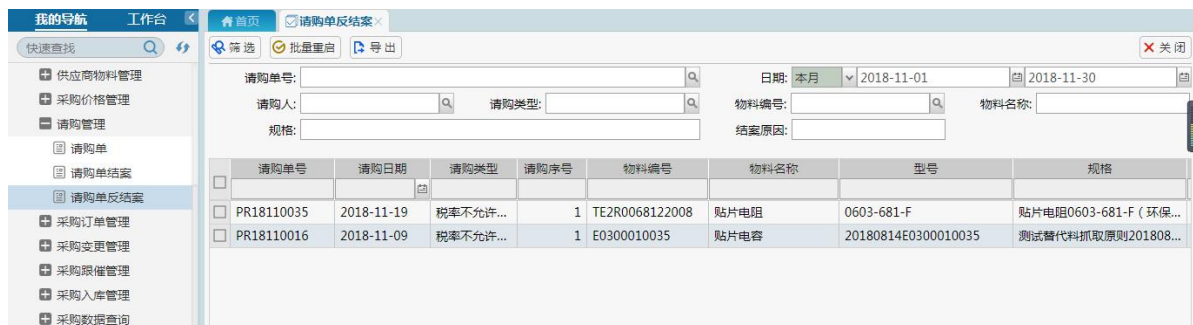 我的导航 工作台 首页 请购单反结案
快速查找 筛选 批量重启 导出 关闭
供应商物料管理
采购价格管理
请购管理
请购单
请购单结案
请购单反结案
采购订单管理
采购变更管理
采购跟催管理
采购入库管理
采购数据查询
请购单号: 日期: 本月 2018-11-01 2018-11-30
请购人: 请购类型: 物料编号: 物料名称:
规格: 结案原因:
请购单号 请购日期 请购类型 请购序号 物料编号 物料名称 型号 规格
PR18110035 2018-11-19 税率不允许... 1 TE2R0068122008 贴片电阻 0603-681-F 贴片电阻0603-681-F(环保...
PR18110016 2018-11-09 税率不允许... 1 E0300010035 贴片电容 20180814E0300010035 测试替代料抓取原则201808...